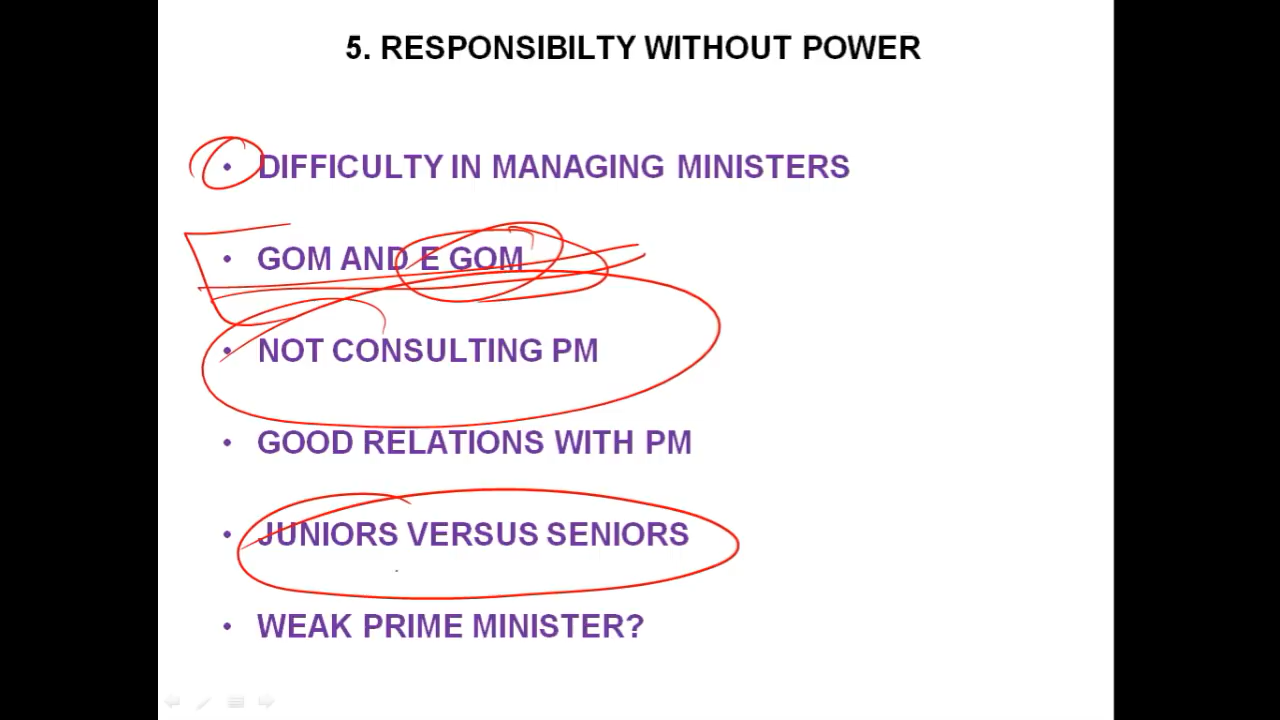 5. RESPONSIBILTY WITHOUT POWER
• DIFFICULTY IN MANAGING MINISTERS
• GOM AND E GOM
• NOT CONSULTING PM
• GOOD RELATIONS WITH PM
• JUNIORS VERSUS SENIORS
• WEAK PRIME MINISTER?